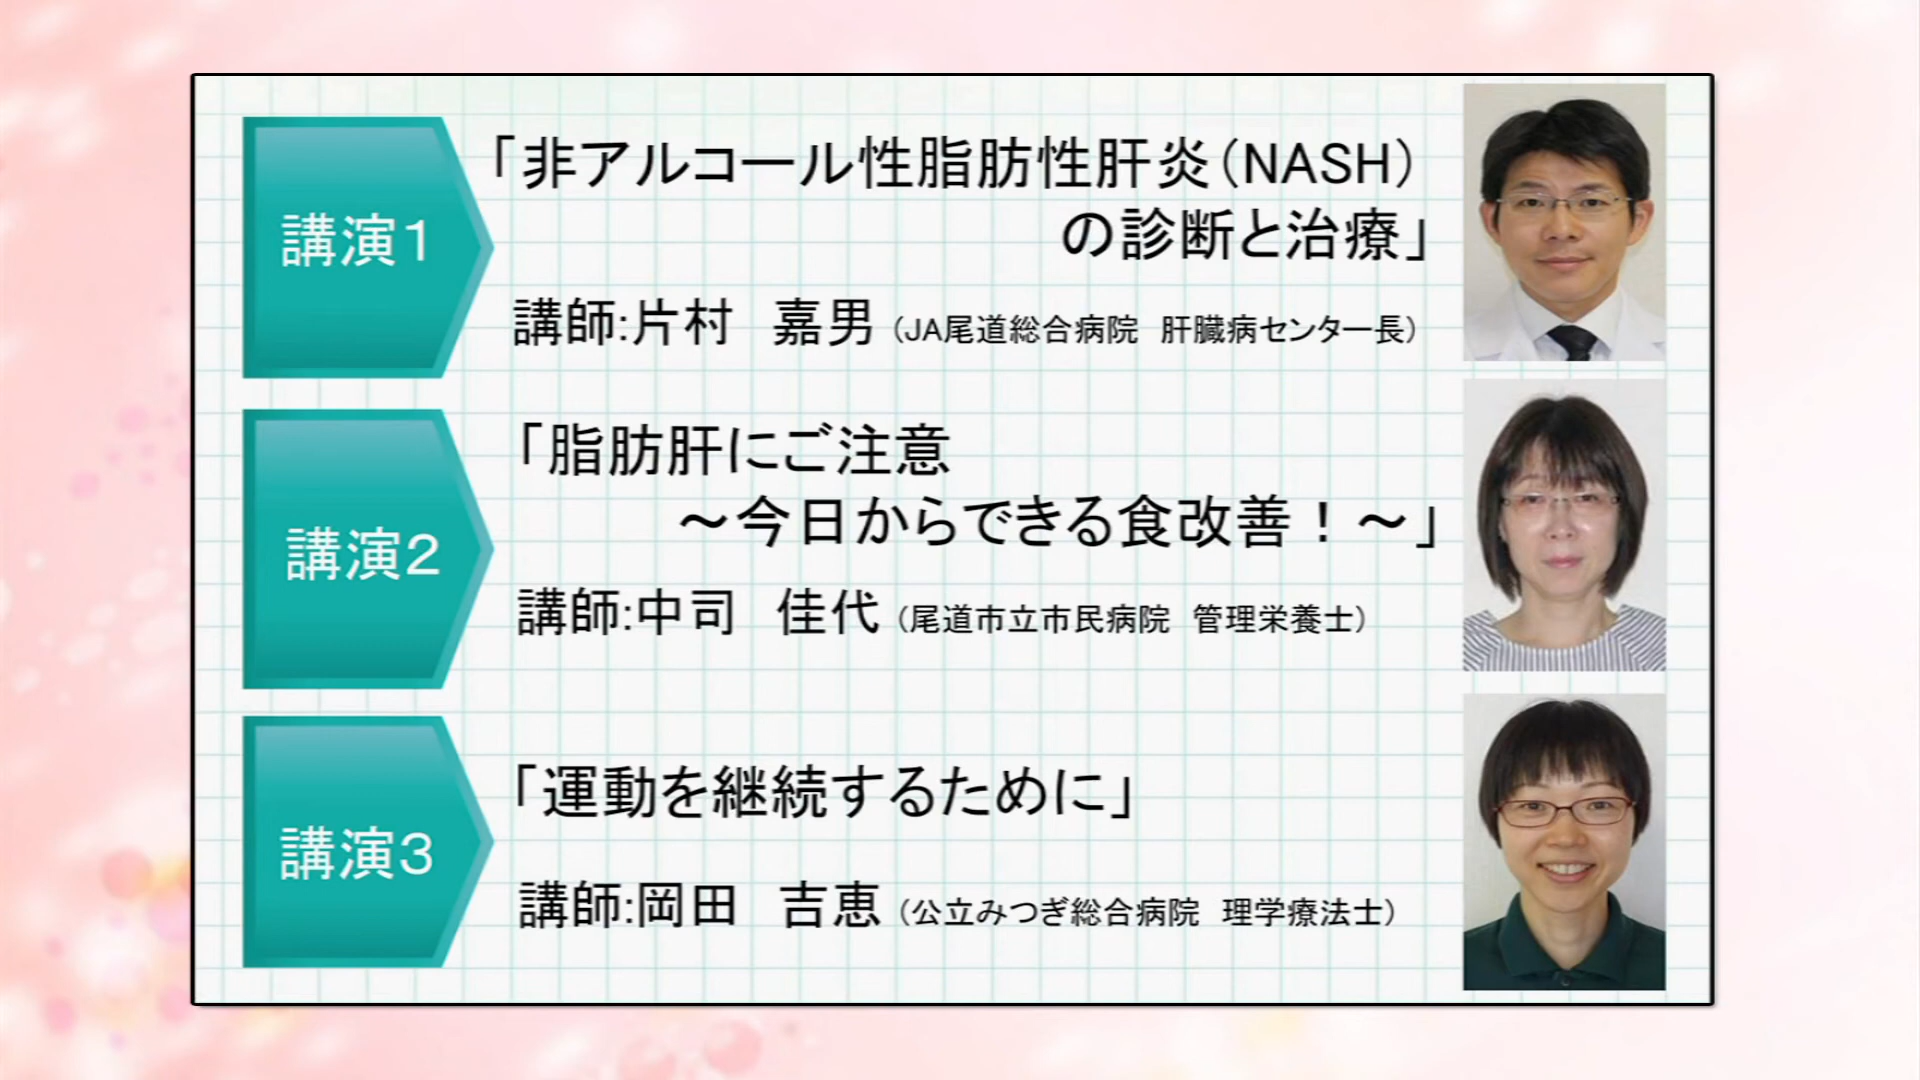 講演1
「非アルコール性脂肪性肝炎（NASH）
の診断と治療」
講師:片村　嘉男（JA尾道総合病院　肝臓病センター長）
講演2
「脂肪肝にご注意
～今日からできる食改善！～」
講師:中司　佳代（尾道市立市民病院　管理栄養士）
講演3
「運動を継続するために」
講師:岡田　吉恵（公立みつぎ総合病院　理学療法士）